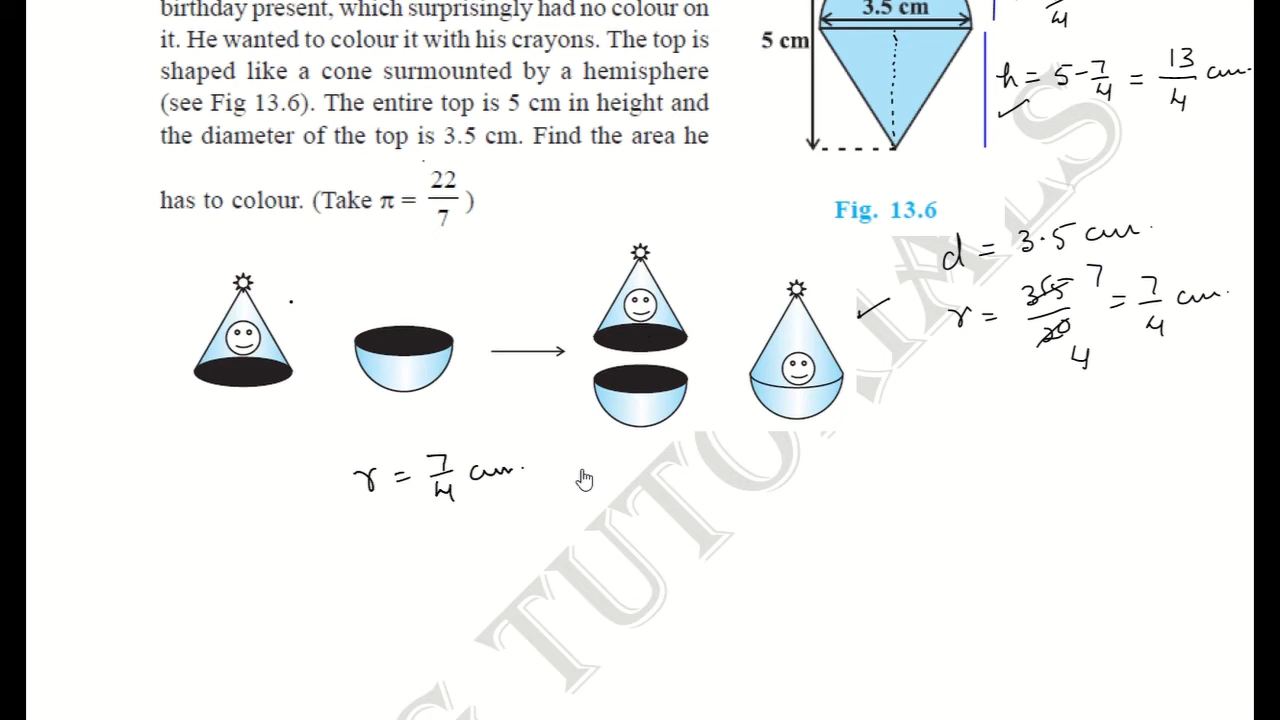 birthday present, which surprisingly had no colour on
it. He wanted to colour it with his crayons. The top is
shaped like a cone surmounted by a hemisphere
(see Fig 13.6). The entire top is 5 cm in height and
the diameter of the top is 3.5 cm. Find the area he
has to colour. (Take π = 22/7)
3.5 cm
5 cm
Fig. 13.6
4
h = 5 - 7/4 = 13/4 cm.
d = 3.5 cm.
r = 35/20 7/4 = 7/4 cm.
r = 7/4 cm.
TUTORIALS